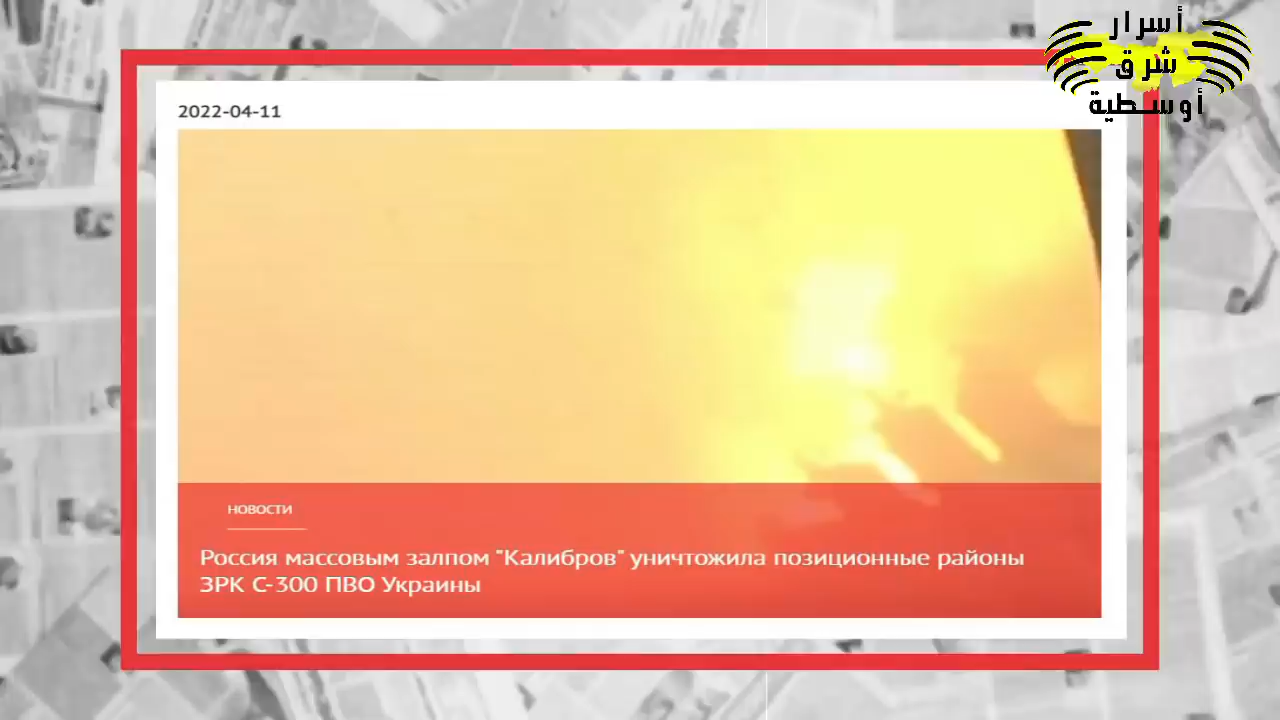 أسرار
شرق
أوسطية
2022-04-11
НОВОСТИ
Россия массовым залпом "Калибров" уничтожила позиционные районы
ЗРК С-300 ПВО Украины